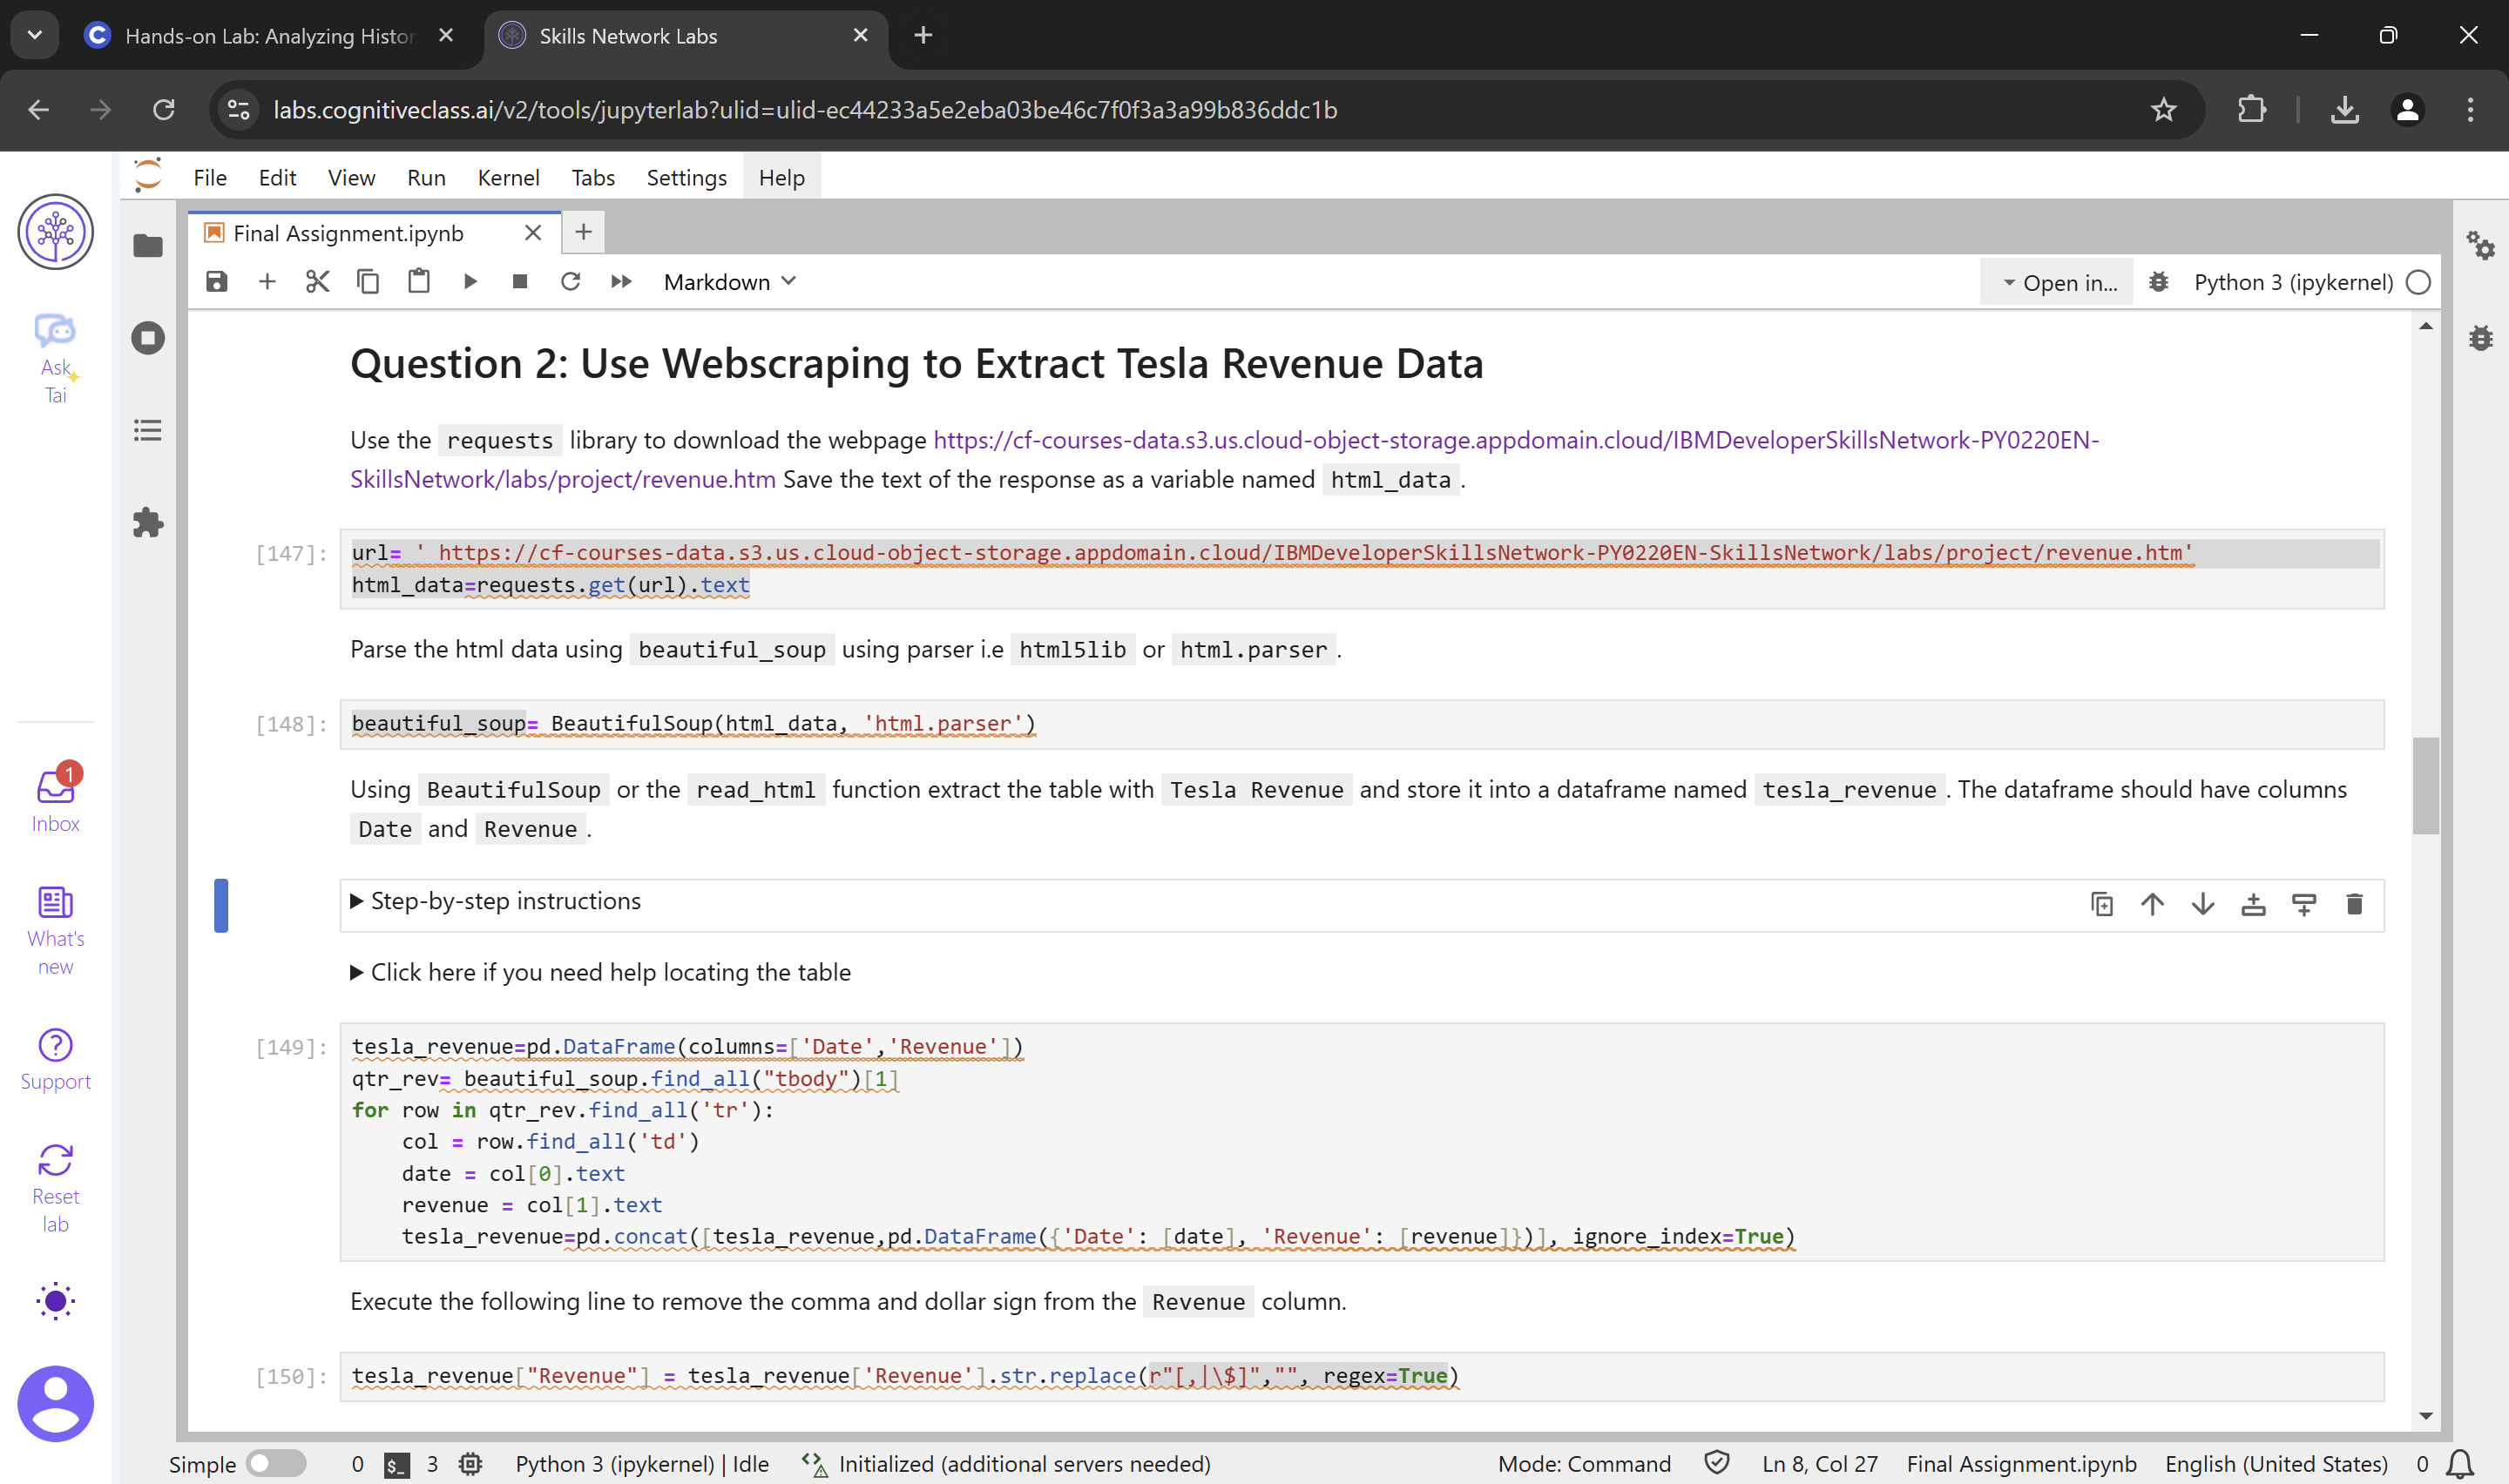 Hands-on Lab: Analyzing Histor
Skills Network Labs
labs.cognitiveclass.ai/v2/tools/jupyterlab?ulid=ulid-ec44233a5e2eba03be46c7f0f3a3a99b836ddc1b
File Edit View Run Kernel Tabs Settings Help
Final Assignment.ipynb
Markdown
Open in...
Python 3 (ipykernel)
Ask
Tai
Question 2: Use Webscraping to Extract Tesla Revenue Data
Use the requests library to download the webpage https://cf-courses-data.s3.us.cloud-object-storage.appdomain.cloud/IBMDeveloperSkillsNetwork-PY0220EN-
SkillsNetwork/labs/project/revenue.htm Save the text of the response as a variable named html_data .
[147]: url= ' https://cf-courses-data.s3.us.cloud-object-storage.appdomain.cloud/IBMDeveloperSkillsNetwork-PY0220EN-SkillsNetwork/labs/project/revenue.htm'
html_data=requests.get(url).text
Parse the html data using beautiful_soup using parser i.e html5lib or html.parser .
[148]: beautiful_soup= BeautifulSoup(html_data, 'html.parser')
Using BeautifulSoup or the read_html function extract the table with Tesla Revenue and store it into a dataframe named tesla_revenue . The dataframe should have columns
Date and Revenue .
1
Inbox
Step-by-step instructions
What's
new
Click here if you need help locating the table
[149]: tesla_revenue=pd.DataFrame(columns=['Date','Revenue'])
qtr_rev= beautiful_soup.find_all("tbody")[1]
for row in qtr_rev.find_all('tr'):
    col = row.find_all('td')
    date = col[0].text
    revenue = col[1].text
    tesla_revenue=pd.concat([tesla_revenue,pd.DataFrame({'Date': [date], 'Revenue': [revenue]})], ignore_index=True)
Support
Reset
lab
Execute the following line to remove the comma and dollar sign from the Revenue column.
[150]: tesla_revenue["Revenue"] = tesla_revenue['Revenue'].str.replace(r"[,|\$]","", regex=True)
Simple 0 $_ 3 Python 3 (ipykernel) | Idle Initialized (additional servers needed) Mode: Command Ln 8, Col 27 Final Assignment.ipynb English (United States) 0